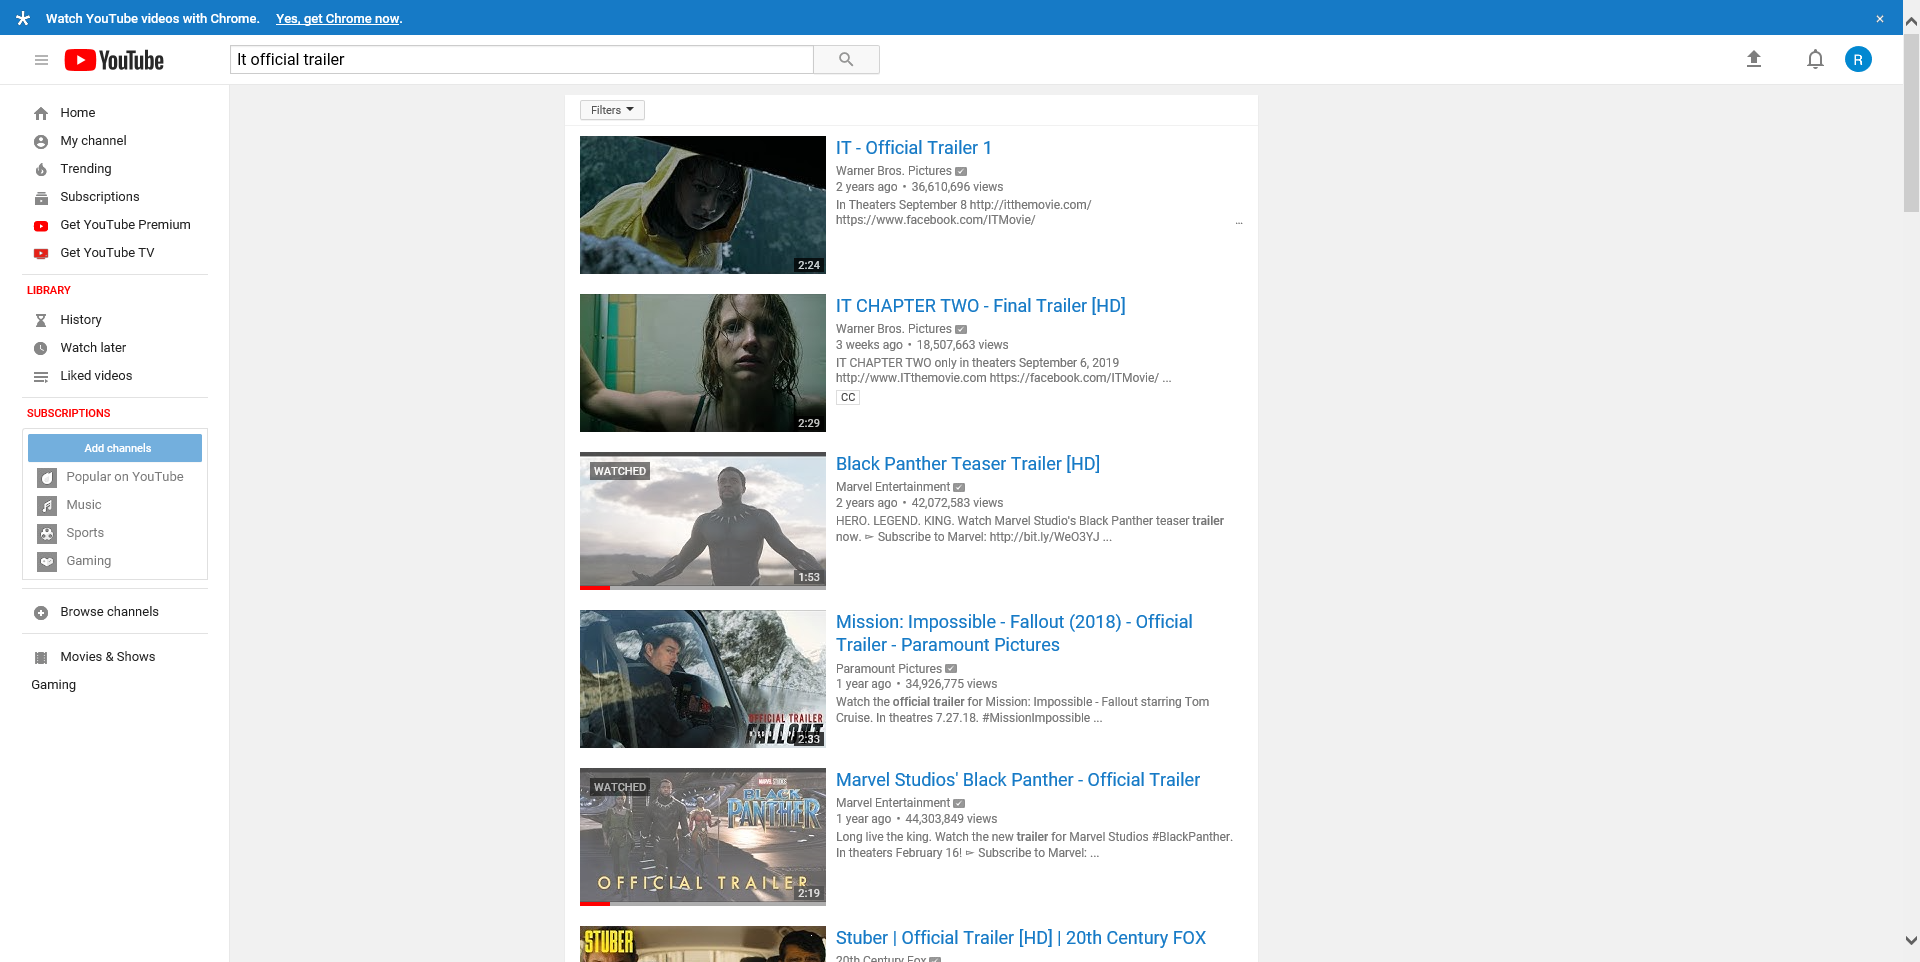 Watch YouTube videos with Chrome. Yes, get Chrome now.
×
YouTube
It official trailer
R
Home
My channel
Trending
Subscriptions
Get YouTube Premium
Get YouTube TV
LIBRARY
History
Watch later
Liked videos
SUBSCRIPTIONS
Add channels
Popular on YouTube
Music
Sports
Gaming
Browse channels
Movies & Shows
Gaming
Filters
2:24
IT - Official Trailer 1
Warner Bros. Pictures
2 years ago • 36,610,696 views
In Theaters September 8 http://itthemovie.com/
https://www.facebook.com/ITMovie/ ...
2:29
IT CHAPTER TWO - Final Trailer [HD]
Warner Bros. Pictures
3 weeks ago • 18,507,663 views
IT CHAPTER TWO only in theaters September 6, 2019
http://www.ITthemovie.com https://facebook.com/ITMovie/ ...
CC
WATCHED
1:53
Black Panther Teaser Trailer [HD]
Marvel Entertainment
2 years ago • 42,072,583 views
HERO. LEGEND. KING. Watch Marvel Studio's Black Panther teaser trailer
now. ► Subscribe to Marvel: http://bit.ly/WeO3YJ ...
OFFICIAL TRAILER
FALLOUT
2:33
Mission: Impossible - Fallout (2018) - Official
Trailer - Paramount Pictures
Paramount Pictures
1 year ago • 34,926,775 views
Watch the official trailer for Mission: Impossible - Fallout starring Tom
Cruise. In theatres 7.27.18. #MissionImpossible ...
WATCHED
MARVEL STUDIOS
BLACK
PANTHER
OFFICIAL TRAILER
2:19
Marvel Studios' Black Panther - Official Trailer
Marvel Entertainment
1 year ago • 44,303,849 views
Long live the king. Watch the new trailer for Marvel Studios #BlackPanther.
In theaters February 16! ► Subscribe to Marvel: ...
STUBER
Stuber | Official Trailer [HD] | 20th Century FOX
20th Century Fox